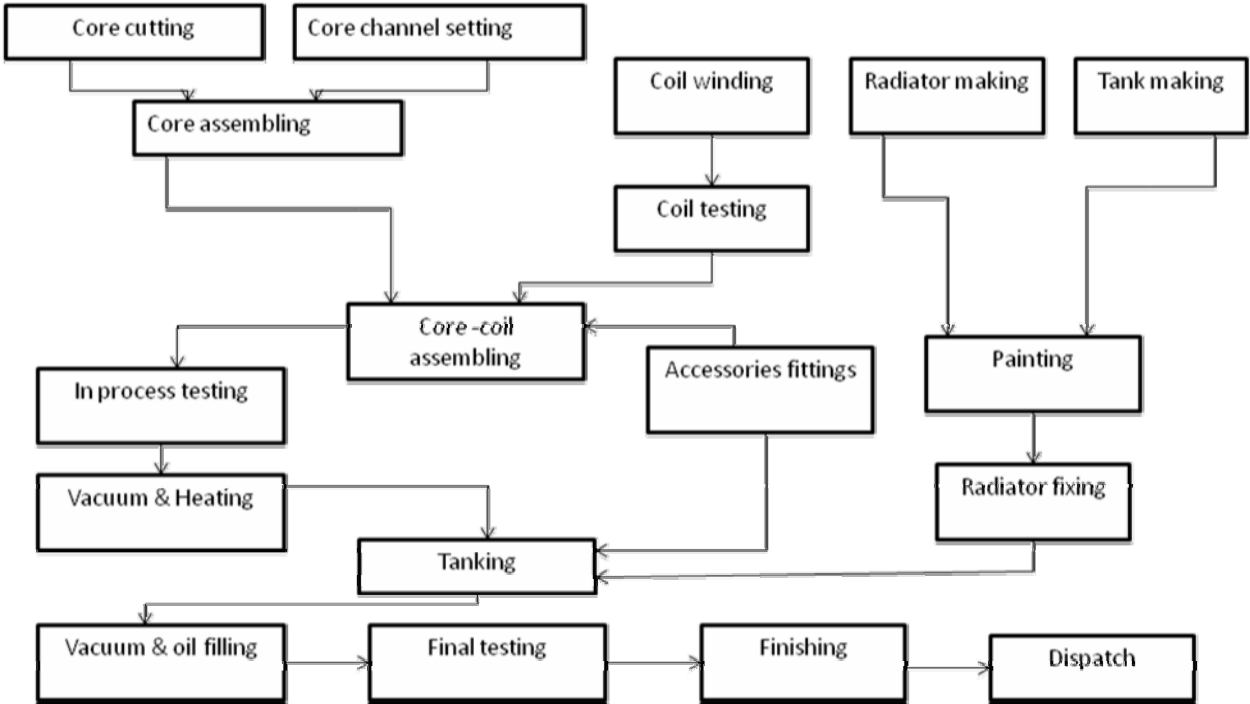 Core cutting
Core channel setting
Coil winding
Radiator making
Tank making
Core assembling
Coil testing
Core -coil
assembling
Accessories fittings
Painting
In process testing
Vacuum & Heating
Radiator fixing
Tanking
Vacuum & oil filling
Final testing
Finishing
Dispatch